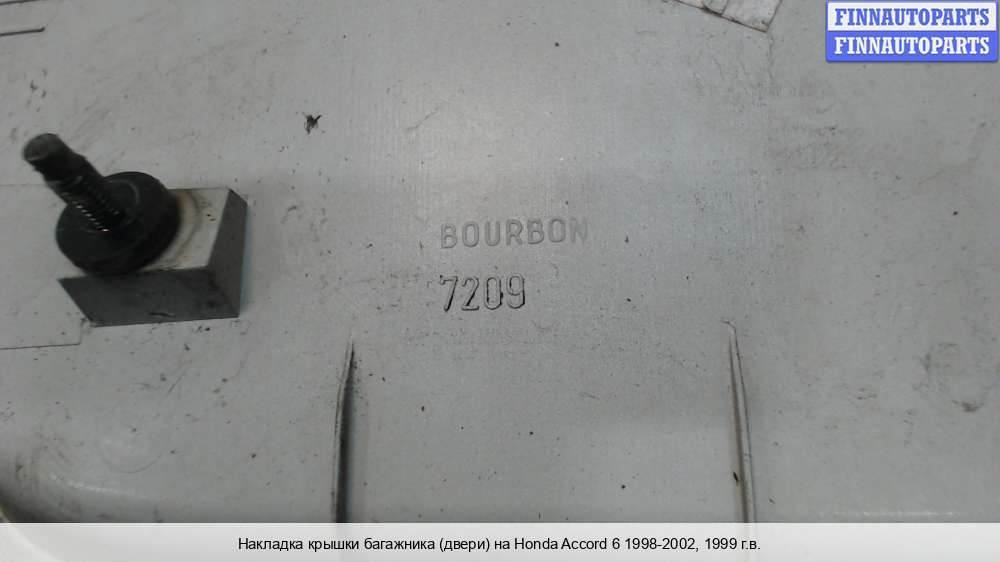 FINNAUTOPARTS
FINNAUTOPARTS
BOURBON
7209
Накладка крышки багажника (двери) на Honda Accord 6 1998-2002, 1999 г.в.